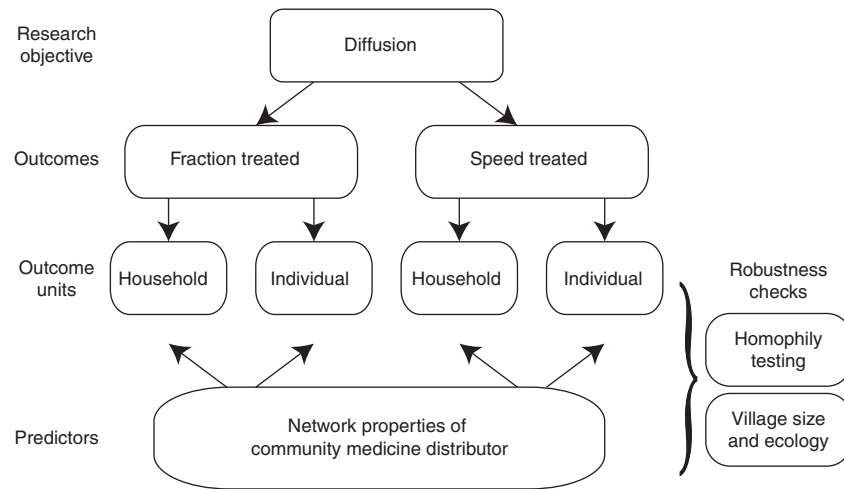 Research
objective
Diffusion
Outcomes
Fraction treated
Speed treated
Outcome
units
Household
Individual
Household
Individual
Robustness
checks
Homophily
testing
Village size
and ecology
Predictors
Network properties of
community medicine distributor